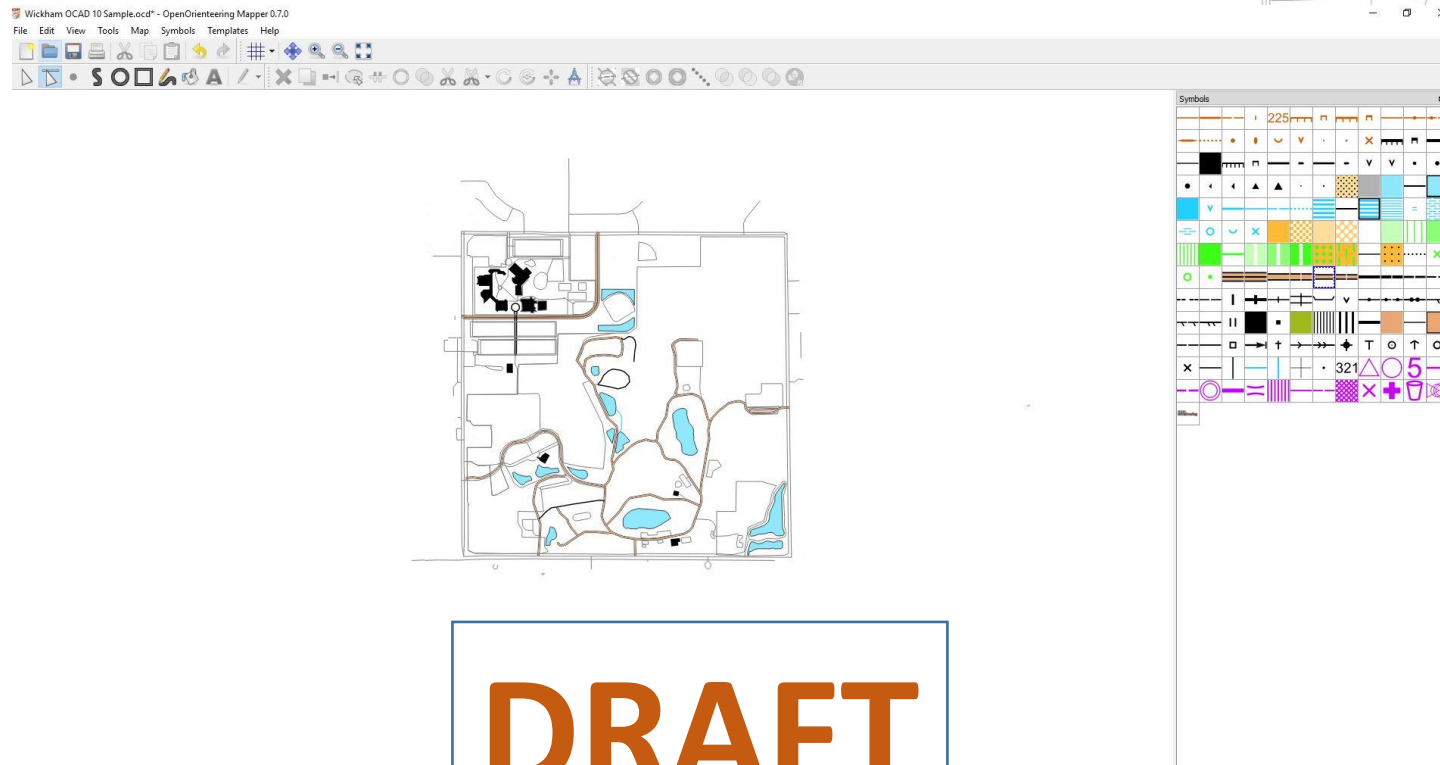 Wickham OCAD 10 Sample.ocd* - OpenOrienteering Mapper 0.7.0
File Edit View Tools Map Symbols Templates Help
Symbols
225
321
5
DRAFT